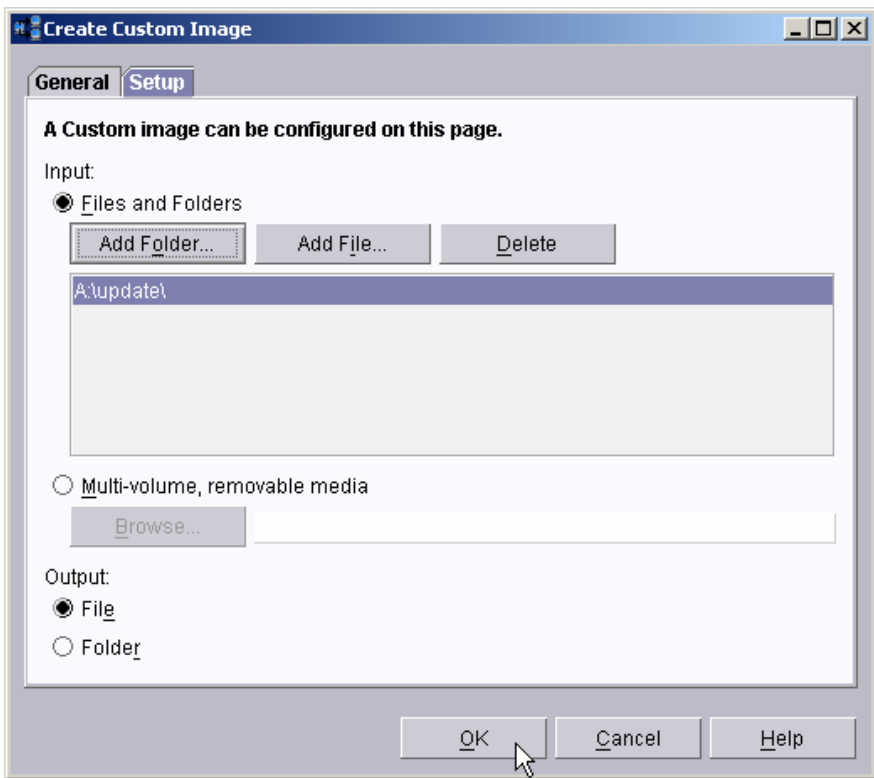 Create Custom Image
General Setup
A Custom image can be configured on this page.
Input:
Files and Folders
Add Folder... Add File... Delete
A:\update\
Multi-volume, removable media
Browse...
Output:
File
Folder
OK Cancel Help